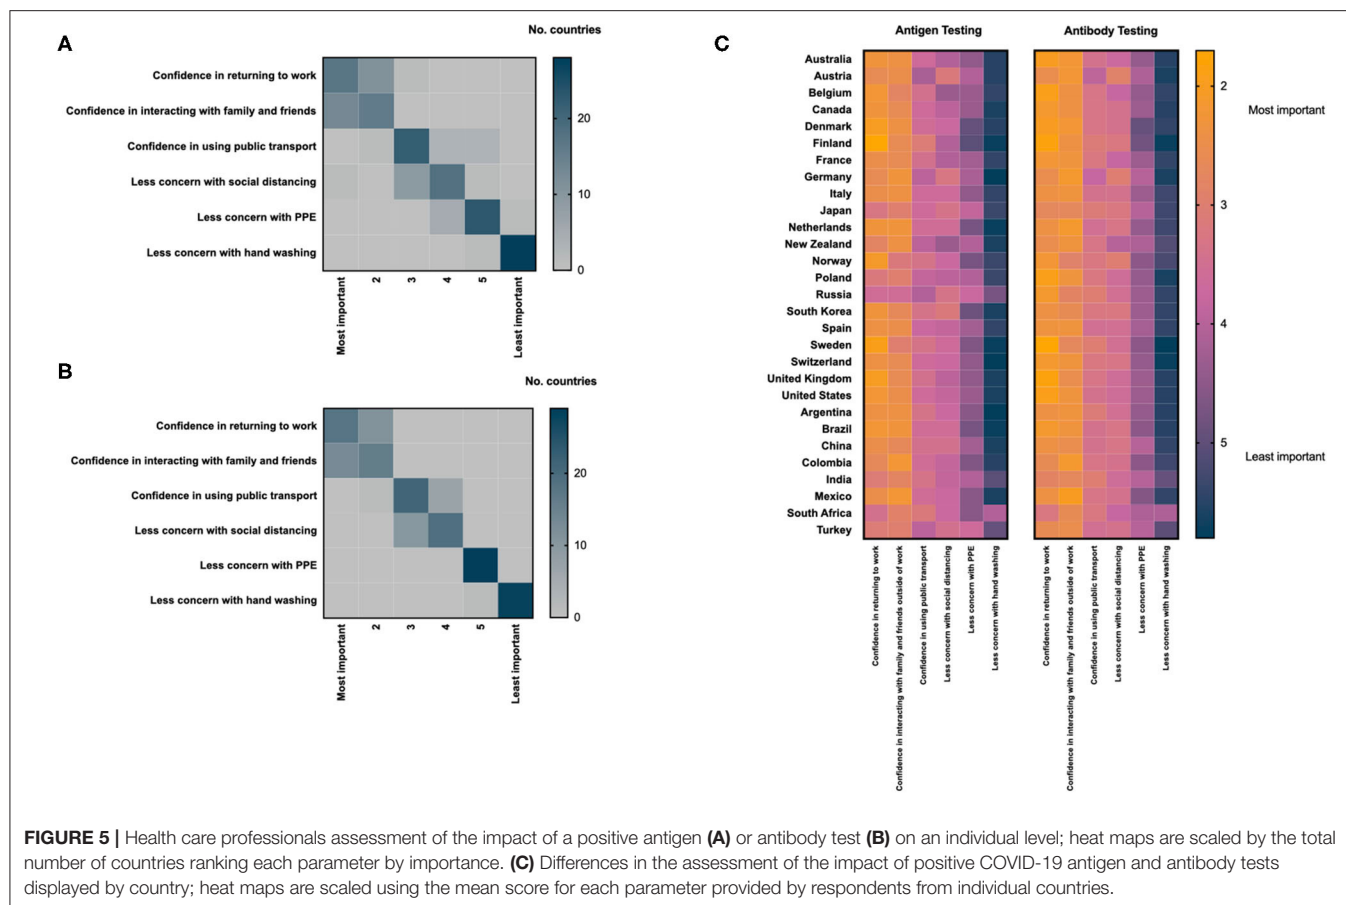 A
No. countries
Confidence in returning to work
Confidence in interacting with family and friends
Confidence in using public transport
Less concern with social distancing
Less concern with PPE
Less concern with hand washing
Most important
2
3
4
5
Least important
20
10
0
B
No. countries
Confidence in returning to work
Confidence in interacting with family and friends
Confidence in using public transport
Less concern with social distancing
Less concern with PPE
Less concern with hand washing
Most important
2
3
4
5
Least important
20
10
0
C
Antigen Testing
Antibody Testing
Australia
Austria
Belgium
Canada
Denmark
Finland
France
Germany
Italy
Japan
Netherlands
New Zealand
Norway
Poland
Russia
South Korea
Spain
Sweden
Switzerland
United Kingdom
United States
Argentina
Brazil
China
Colombia
India
Mexico
South Africa
Turkey
Confidence in returning to work
Confidence in interacting with family and friends outside of work
Confidence in using public transport
Less concern with social distancing
Less concern with PPE
Less concern with hand washing
Confidence in returning to work
Confidence in interacting with family and friends outside of work
Confidence in using public transport
Less concern with social distancing
Less concern with PPE
Less concern with hand washing
2
3
4
5
Most important
Least important
FIGURE 5 | Health care professionals assessment of the impact of a positive antigen (A) or antibody test (B) on an individual level; heat maps are scaled by the total
number of countries ranking each parameter by importance. (C) Differences in the assessment of the impact of positive COVID-19 antigen and antibody tests
displayed by country; heat maps are scaled using the mean score for each parameter provided by respondents from individual countries.